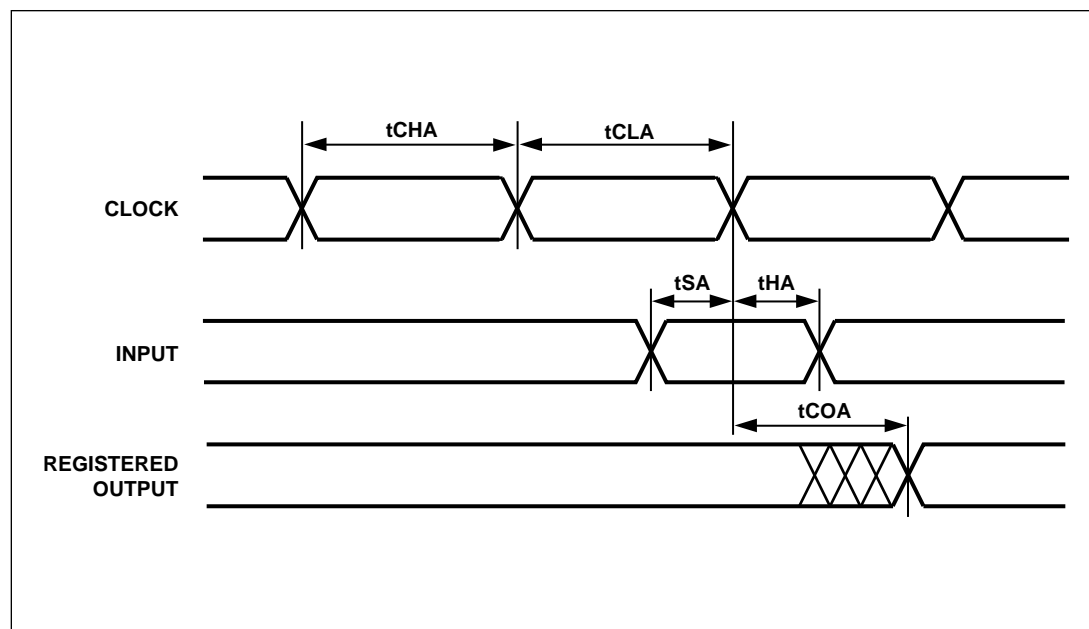 tCHA
tCLA
CLOCK
tSA
tHA
INPUT
tCOA
REGISTERED
OUTPUT